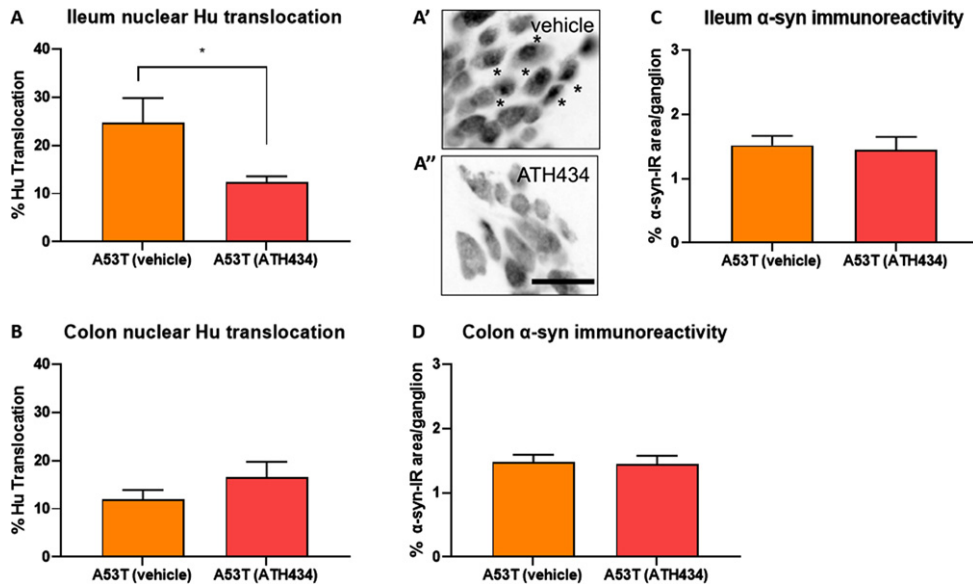 A Ileum nuclear Hu translocation
% Hu Translocation
40
30
20
10
0
*
A53T (vehicle) A53T (ATH434)
A'
vehicle
*
* *
*
* *
*
A''
ATH434
C Ileum α-syn immunoreactivity
% α-syn-IR area/ganglion
3
2
1
0
A53T (vehicle) A53T (ATH434)
B Colon nuclear Hu translocation
% Hu Translocation
40
30
20
10
0
A53T (vehicle) A53T (ATH434)
D Colon α-syn immunoreactivity
% α-syn-IR area/ganglion
3
2
1
0
A53T (vehicle) A53T (ATH434)